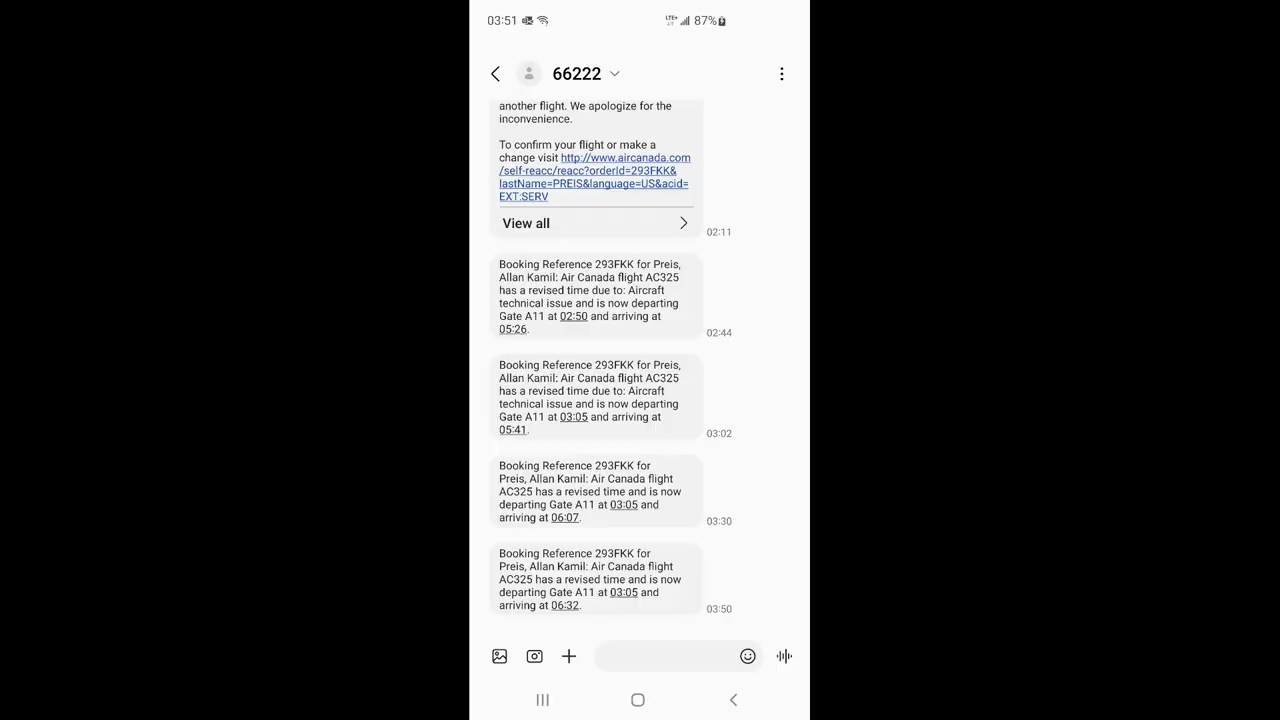 03:51 LTE+ 87%
66222
another flight. We apologize for the
inconvenience.
To confirm your flight or make a
change visit http://www.aircanada.com
/self-reacc/reacc?orderId=293FKK&
lastName=PREIS&language=US&acid=
EXT:SERV
View all
02:11
Booking Reference 293FKK for Preis,
Allan Kamil: Air Canada flight AC325
has a revised time due to: Aircraft
technical issue and is now departing
Gate A11 at 02:50 and arriving at
05:26.
02:44
Booking Reference 293FKK for Preis,
Allan Kamil: Air Canada flight AC325
has a revised time due to: Aircraft
technical issue and is now departing
Gate A11 at 03:05 and arriving at
05:41.
03:02
Booking Reference 293FKK for
Preis, Allan Kamil: Air Canada flight
AC325 has a revised time and is now
departing Gate A11 at 03:05 and
arriving at 06:07.
03:30
Booking Reference 293FKK for
Preis, Allan Kamil: Air Canada flight
AC325 has a revised time and is now
departing Gate A11 at 03:05 and
arriving at 06:32.
03:50